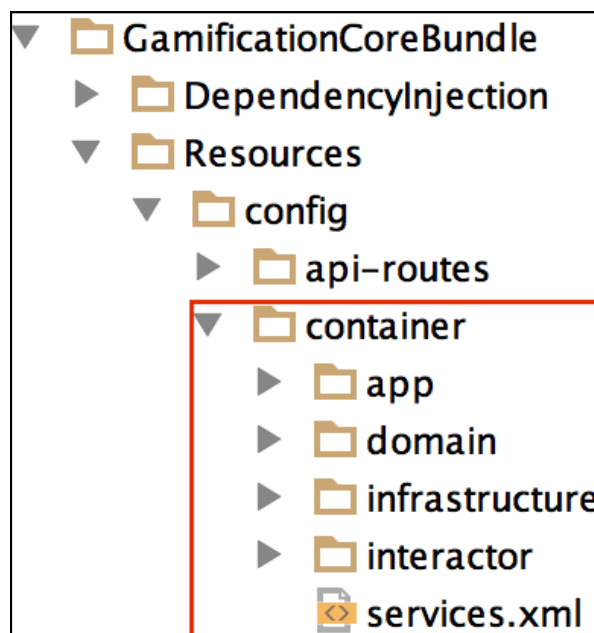 GamificationCoreBundle
DependencyInjection
Resources
config
api-routes
container
app
domain
infrastructure
interactor
services.xml